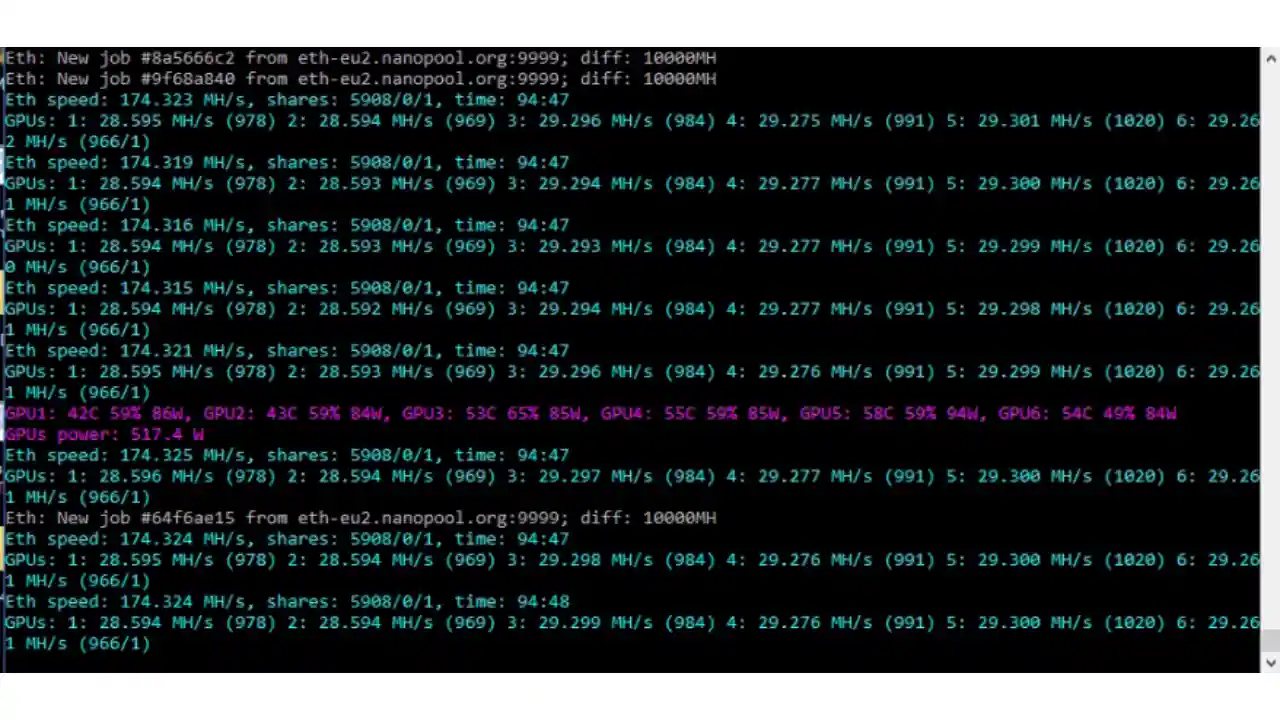 Eth: New job #8a5666c2 from eth-eu2.nanopool.org:9999; diff: 10000MH
Eth: New job #9f68a840 from eth-eu2.nanopool.org:9999; diff: 10000MH
Eth speed: 174.323 MH/s, shares: 5908/0/1, time: 94:47
GPUs: 1: 28.595 MH/s (978) 2: 28.594 MH/s (969) 3: 29.296 MH/s (984) 4: 29.275 MH/s (991) 5: 29.301 MH/s (1020) 6: 29.26
2 MH/s (966/1)
Eth speed: 174.319 MH/s, shares: 5908/0/1, time: 94:47
GPUs: 1: 28.594 MH/s (978) 2: 28.593 MH/s (969) 3: 29.294 MH/s (984) 4: 29.277 MH/s (991) 5: 29.300 MH/s (1020) 6: 29.26
1 MH/s (966/1)
Eth speed: 174.316 MH/s, shares: 5908/0/1, time: 94:47
GPUs: 1: 28.594 MH/s (978) 2: 28.593 MH/s (969) 3: 29.293 MH/s (984) 4: 29.277 MH/s (991) 5: 29.299 MH/s (1020) 6: 29.26
0 MH/s (966/1)
Eth speed: 174.315 MH/s, shares: 5908/0/1, time: 94:47
GPUs: 1: 28.594 MH/s (978) 2: 28.592 MH/s (969) 3: 29.294 MH/s (984) 4: 29.277 MH/s (991) 5: 29.298 MH/s (1020) 6: 29.26
1 MH/s (966/1)
Eth speed: 174.321 MH/s, shares: 5908/0/1, time: 94:47
GPUs: 1: 28.595 MH/s (978) 2: 28.593 MH/s (969) 3: 29.296 MH/s (984) 4: 29.276 MH/s (991) 5: 29.299 MH/s (1020) 6: 29.26
1 MH/s (966/1)
GPU1: 42C 59% 86W, GPU2: 43C 59% 84W, GPU3: 53C 65% 85W, GPU4: 55C 59% 85W, GPU5: 58C 59% 94W, GPU6: 54C 49% 84W
GPUs power: 517.4 W
Eth speed: 174.325 MH/s, shares: 5908/0/1, time: 94:47
GPUs: 1: 28.596 MH/s (978) 2: 28.594 MH/s (969) 3: 29.297 MH/s (984) 4: 29.277 MH/s (991) 5: 29.300 MH/s (1020) 6: 29.26
1 MH/s (966/1)
Eth: New job #64f6ae15 from eth-eu2.nanopool.org:9999; diff: 10000MH
Eth speed: 174.324 MH/s, shares: 5908/0/1, time: 94:47
GPUs: 1: 28.595 MH/s (978) 2: 28.594 MH/s (969) 3: 29.298 MH/s (984) 4: 29.276 MH/s (991) 5: 29.300 MH/s (1020) 6: 29.26
1 MH/s (966/1)
Eth speed: 174.324 MH/s, shares: 5908/0/1, time: 94:48
GPUs: 1: 28.594 MH/s (978) 2: 28.594 MH/s (969) 3: 29.299 MH/s (984) 4: 29.276 MH/s (991) 5: 29.300 MH/s (1020) 6: 29.26
1 MH/s (966/1)